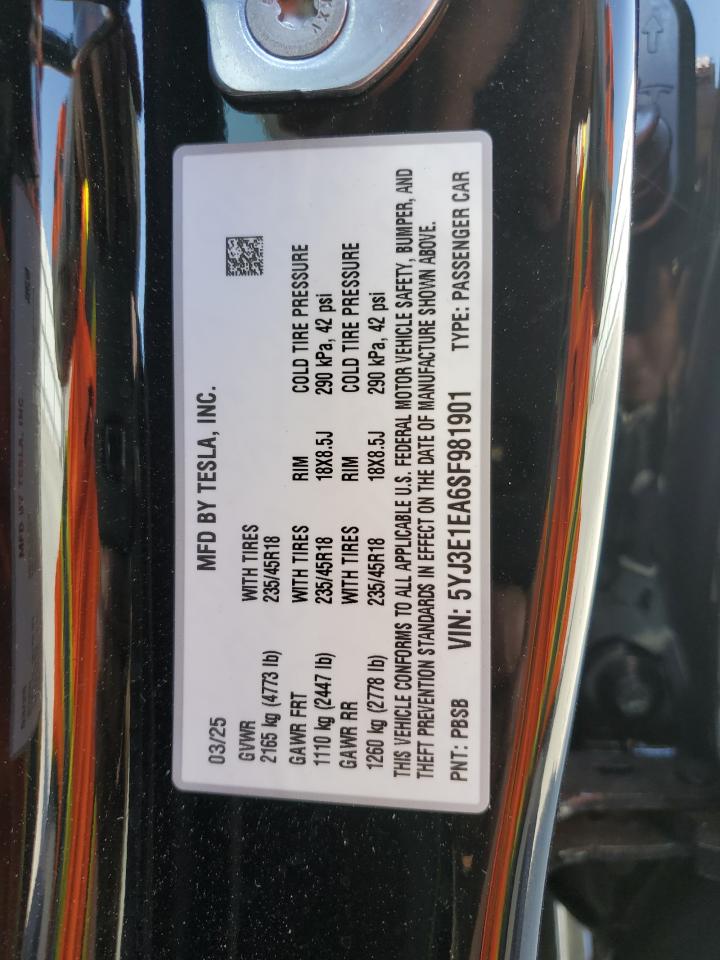 MFD BY TESLA, INC.
03/25
GVWR WITH TIRES
2165 kg (4773 lb) 235/45R18
GAWR FRT WITH TIRES RIM COLD TIRE PRESSURE
1110 kg (2447 lb) 235/45R18 18X8.5J 290 kPa, 42 psi
GAWR RR WITH TIRES RIM COLD TIRE PRESSURE
1260 kg (2778 lb) 235/45R18 18X8.5J 290 kPa, 42 psi
THIS VEHICLE CONFORMS TO ALL APPLICABLE U.S. FEDERAL MOTOR VEHICLE SAFETY, BUMPER, AND
THEFT PREVENTION STANDARDS IN EFFECT ON THE DATE OF MANUFACTURE SHOWN ABOVE.
PNT: PBSB VIN: 5YJ3E1EA6SF981901 TYPE: PASSENGER CAR